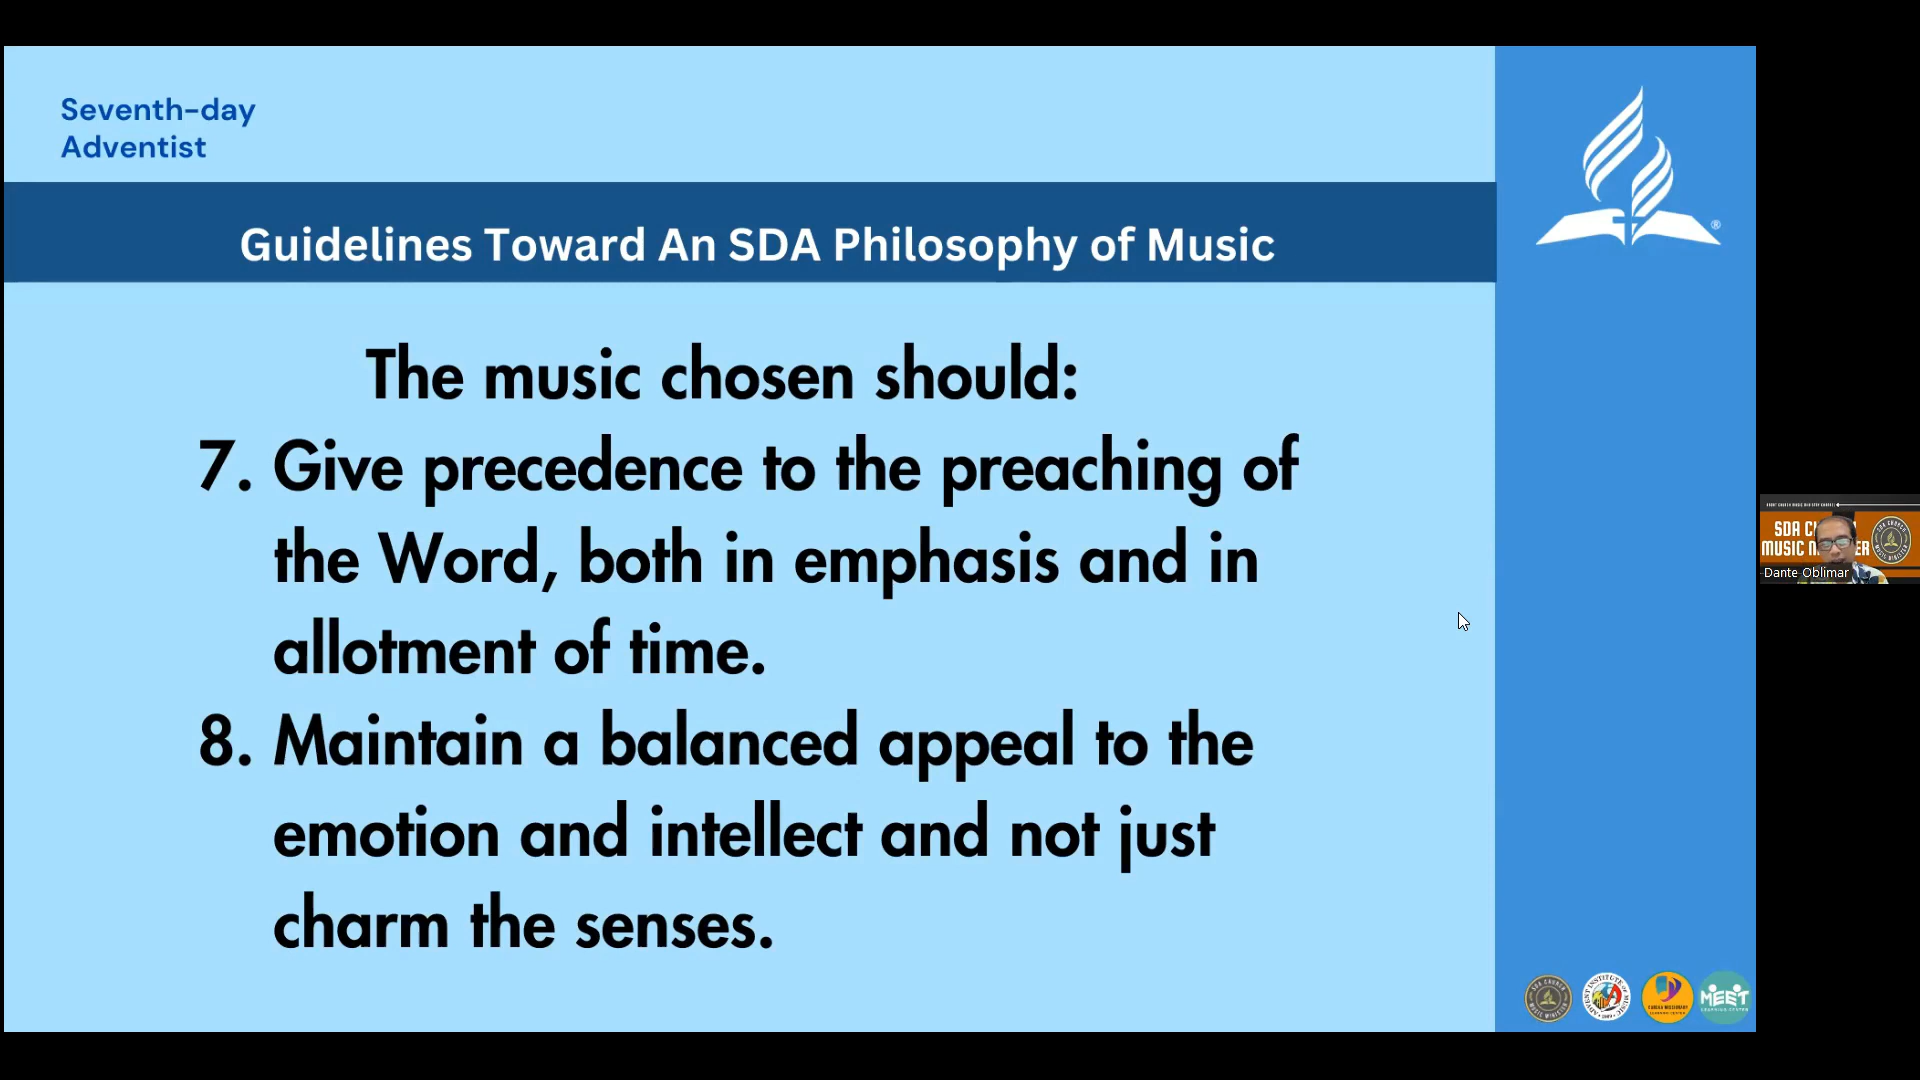 Seventh-day
Adventist
Guidelines Toward An SDA Philosophy of Music
®
The music chosen should:
7. Give precedence to the preaching of
the Word, both in emphasis and in
allotment of time.
8. Maintain a balanced appeal to the
emotion and intellect and not just
charm the senses.
Dante Oblimar
MEET